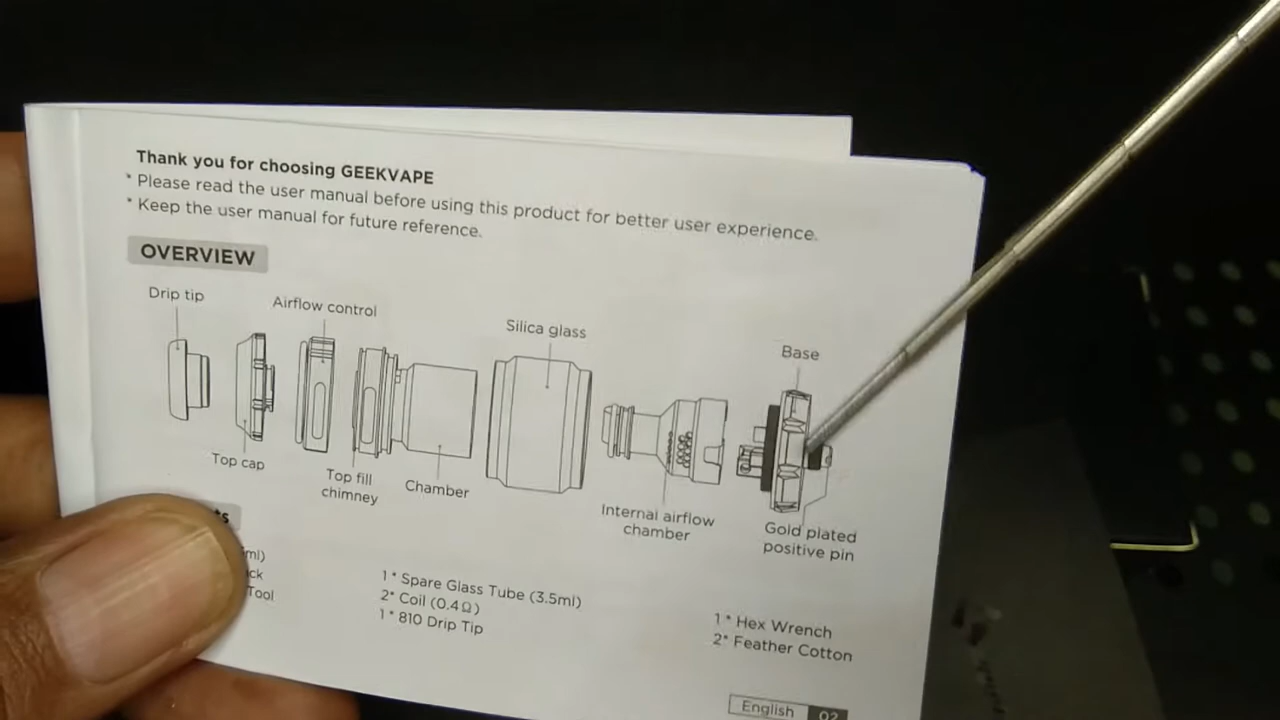 Thank you for choosing GEEKVAPE
* Please read the user manual before using this product for better user experience.
* Keep the user manual for future reference.
OVERVIEW
Drip tip
Airflow control
Silica glass
Base
Top cap
Top fill
chimney
Chamber
Internal airflow
chamber
Gold plated
positive pin
ml)
Tool
1 * Spare Glass Tube (3.5ml)
2* Coil (0.4Ω)
1 * 810 Drip Tip
1 * Hex Wrench
2* Feather Cotton
English 02